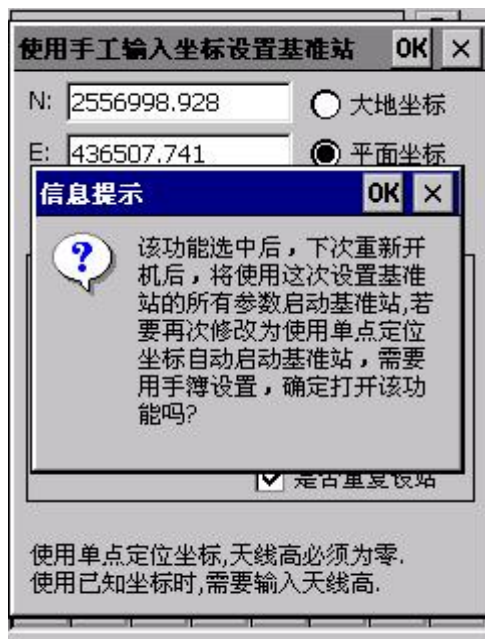 使用手工输入坐标设置基准站 OK ×
N: 2556998.928 大地坐标
E: 436507.741 平面坐标
信息提示 OK ×
该功能选中后，下次重新开
机后，将使用这次设置基准
站的所有参数启动基准站,若
要再次修改为使用单点定位
坐标自动启动基准站，需要
用手簿设置，确定打开该功
能吗?
是否重复设站
使用单点定位坐标,天线高必须为零.
使用已知坐标时,需要输入天线高.